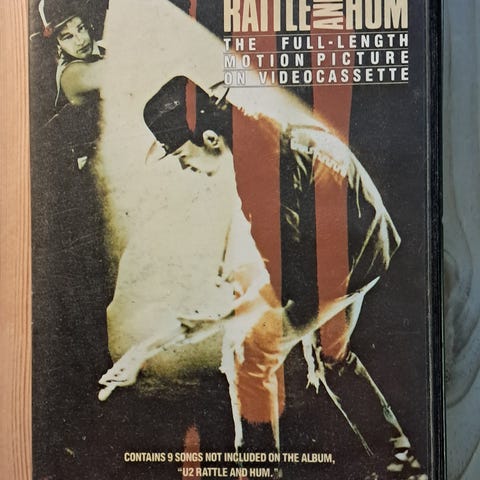 RATTLE AND HUM
THE FULL-LENGTH
MOTION PICTURE
ON VIDEOCASSETTE
CONTAINS 9 SONGS NOT INCLUDED ON THE ALBUM,
"U2 RATTLE AND HUM."